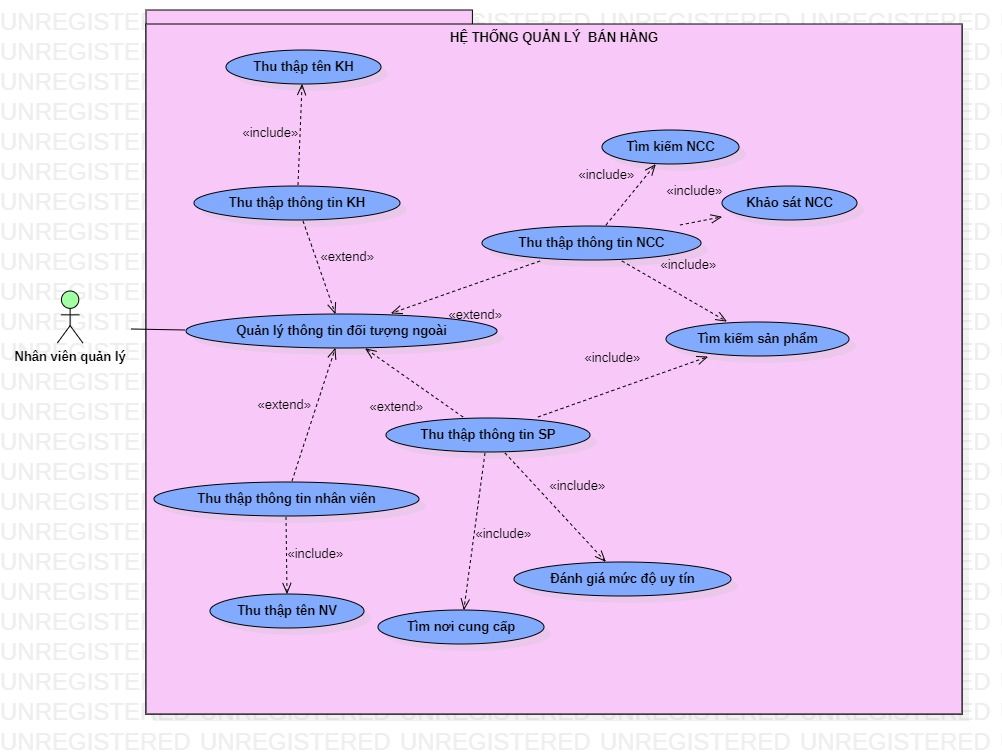 HỆ THỐNG QUẢN LÝ  BÁN HÀNG
Thu thập tên KH
«include»
Tìm kiếm NCC
«include»
«include»
Thu thập thông tin KH
Khảo sát NCC
Thu thập thông tin NCC
«extend»
«include»
«extend»
Quản lý thông tin đối tượng ngoài
Tìm kiếm sản phẩm
Nhân viên quản lý
«include»
«extend»
«extend»
Thu thập thông tin SP
«include»
Thu thập thông tin nhân viên
«include»
«include»
Đánh giá mức độ uy tín
Thu thập tên NV
Tìm nơi cung cấp
UNREGISTERED UNREGISTERED UNREGISTERED UNREGISTERED UNREGISTERED